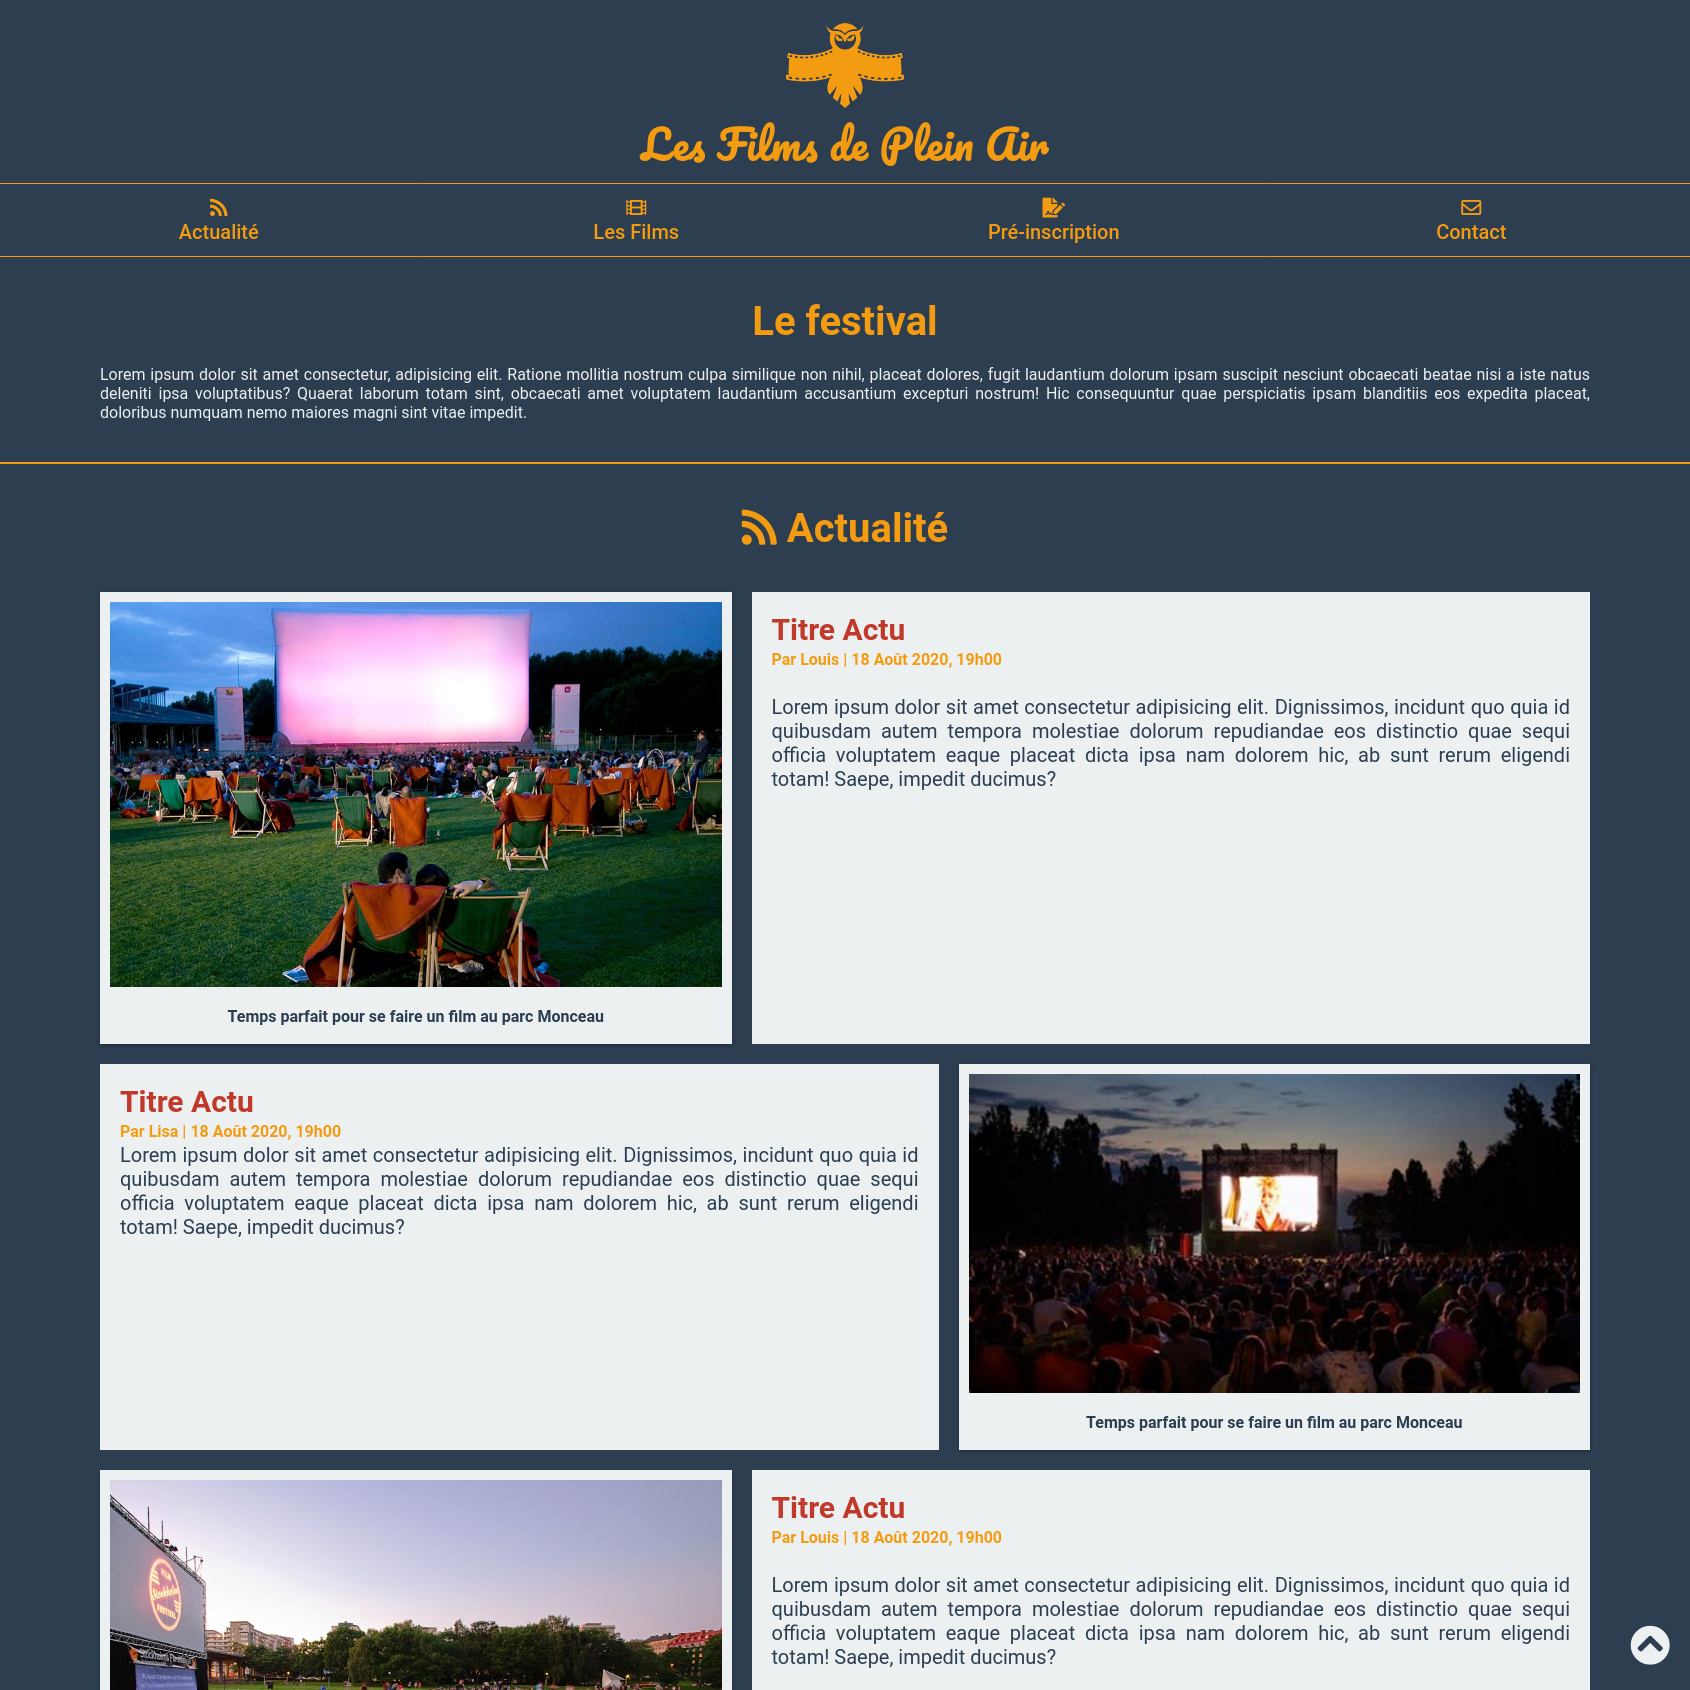 Les Films de Plein Air
Actualité
Les Films
Pré-inscription
Contact
Le festival
Lorem ipsum dolor sit amet consectetur, adipisicing elit. Ratione mollitia nostrum culpa similique non nihil, placeat dolores, fugit laudantium dolorum ipsam suscipit nesciunt obcaecati beatae nisi a iste natus
deleniti ipsa voluptatibus? Quaerat laborum totam sint, obcaecati amet voluptatem laudantium accusantium excepturi nostrum! Hic consequuntur quae perspiciatis ipsam blanditiis eos expedita placeat,
doloribus numquam nemo maiores magni sint vitae impedit.
Actualité
Temps parfait pour se faire un film au parc Monceau
Titre Actu
Par Louis | 18 Août 2020, 19h00
Lorem ipsum dolor sit amet consectetur adipisicing elit. Dignissimos, incidunt quo quia id
quibusdam autem tempora molestiae dolorum repudiandae eos distinctio quae sequi
officia voluptatem eaque placeat dicta ipsa nam dolorem hic, ab sunt rerum eligendi
totam! Saepe, impedit ducimus?
Titre Actu
Par Lisa | 18 Août 2020, 19h00
Lorem ipsum dolor sit amet consectetur adipisicing elit. Dignissimos, incidunt quo quia id
quibusdam autem tempora molestiae dolorum repudiandae eos distinctio quae sequi
officia voluptatem eaque placeat dicta ipsa nam dolorem hic, ab sunt rerum eligendi
totam! Saepe, impedit ducimus?
Temps parfait pour se faire un film au parc Monceau
FILM
Stockholm
FESTIVAL
Titre Actu
Par Louis | 18 Août 2020, 19h00
Lorem ipsum dolor sit amet consectetur adipisicing elit. Dignissimos, incidunt quo quia id
quibusdam autem tempora molestiae dolorum repudiandae eos distinctio quae sequi
officia voluptatem eaque placeat dicta ipsa nam dolorem hic, ab sunt rerum eligendi
totam! Saepe, impedit ducimus?